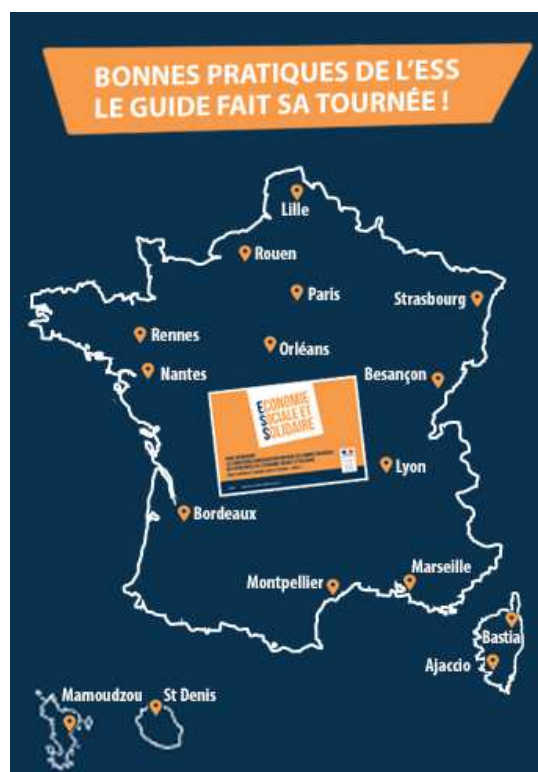 BONNES PRATIQUES DE L'ESS
LE GUIDE FAIT SA TOURNÉE !
Lille
Rouen
Paris
Strasbourg
Rennes
Orléans
Nantes
Besançon
ECONOMIE
SOCIALE ET
SOLIDAIRE
Lyon
Bordeaux
Marseille
Montpellier
Bastia
Ajaccio
Mamoudzou
St Denis